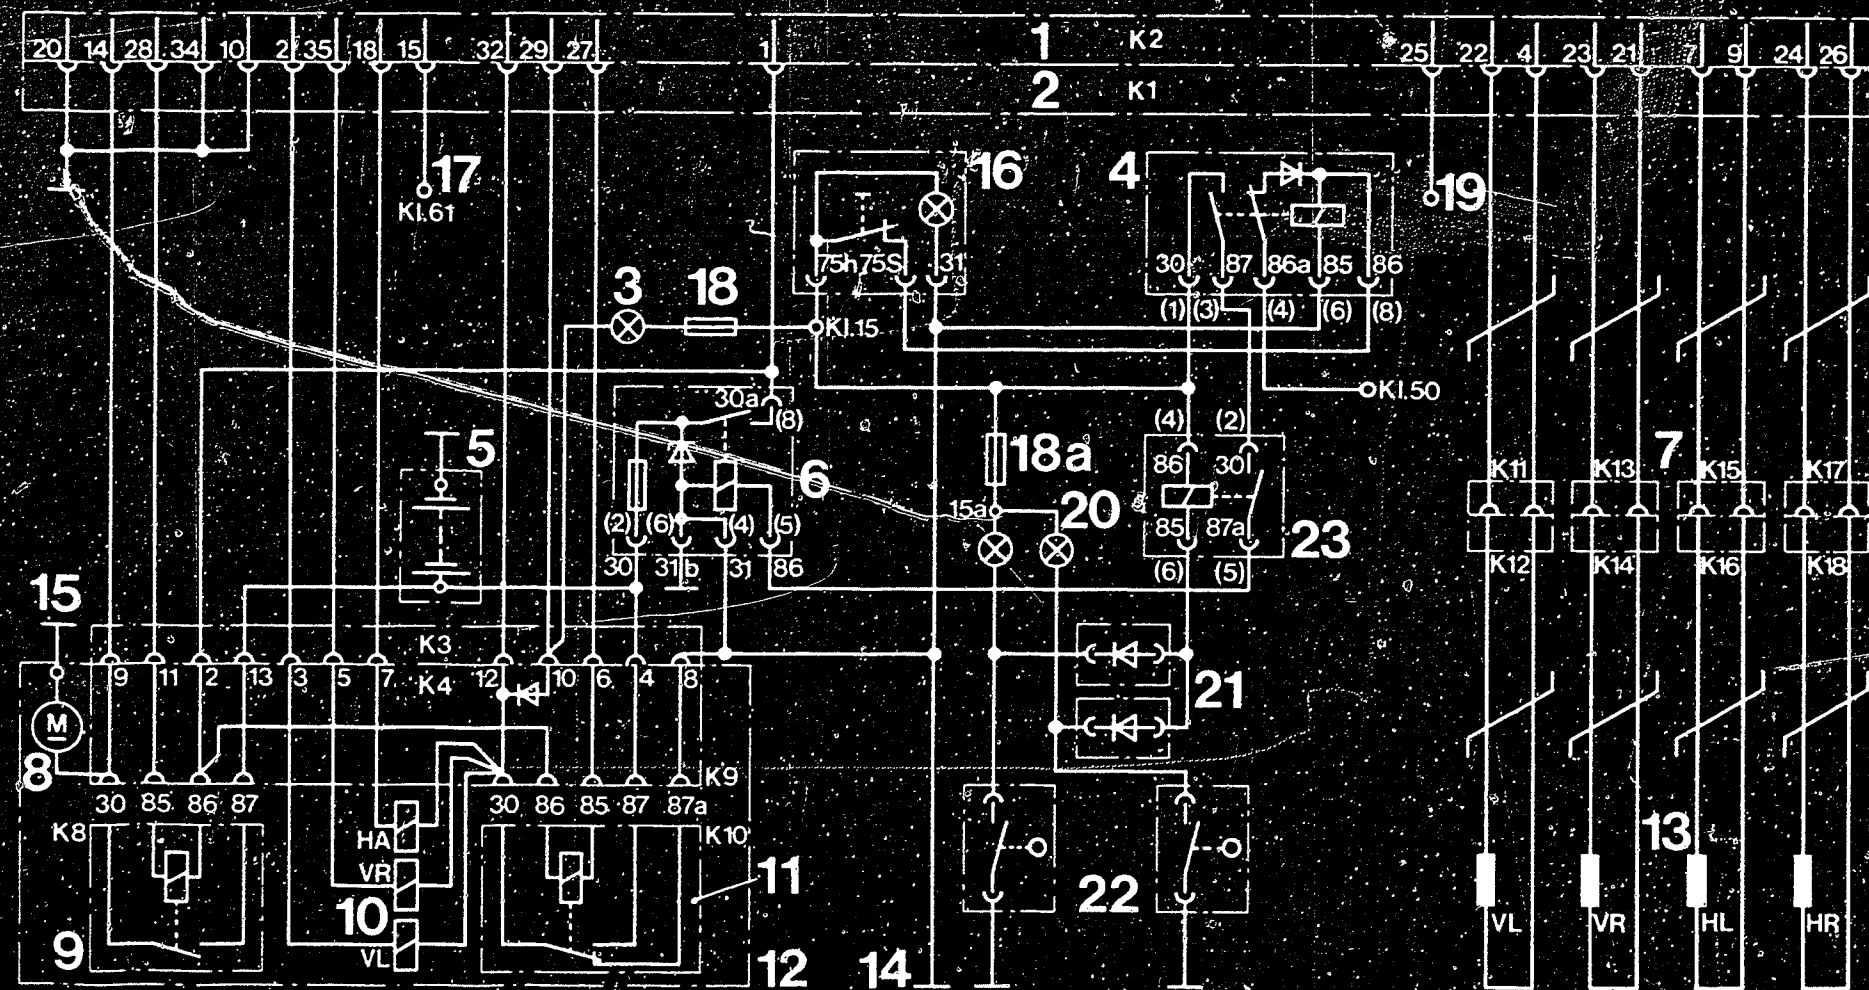 20 14 28 34 10 2 35 18 15 32 29 27 1 1 K2 25 22 4 23 21 7 9 24 26
2 K1
17 16 4 19
KI.61
75h 75S 31 30 87 86a 85 86
3 18 (1) (3) (4) (6) (8)
KI.15
30a (8) KI.50
(4) (2)
5 6 18a 86 30 7 K11 K13 K15 K17
(2) (6) (4) (5) 15a 20 85 87a 23
30 31b 31 86 (6) (5) K12 K14 K16 K18
15
K3
9 11 2 13 3 5 7 K4 12 10 6 4 8 21
M
8 K9
30 85 86 87 30 86 85 87 87a
K8 HA K10 13
VR 11 22
10 VL VR HL HR
9 VL 12 14